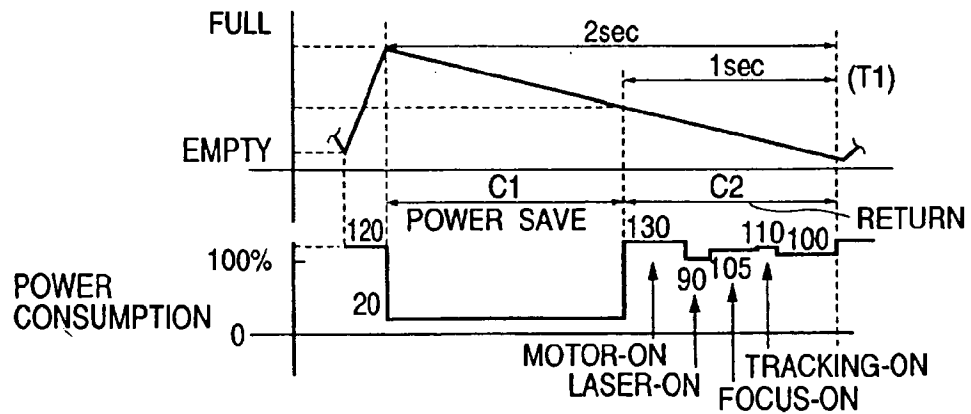 FULL
2sec
1sec
(T1)
EMPTY
C1
C2
POWER SAVE
RETURN
120
130
110
100
100%
90
105
POWER
CONSUMPTION
20
0
MOTOR-ON
TRACKING-ON
LASER-ON
FOCUS-ON